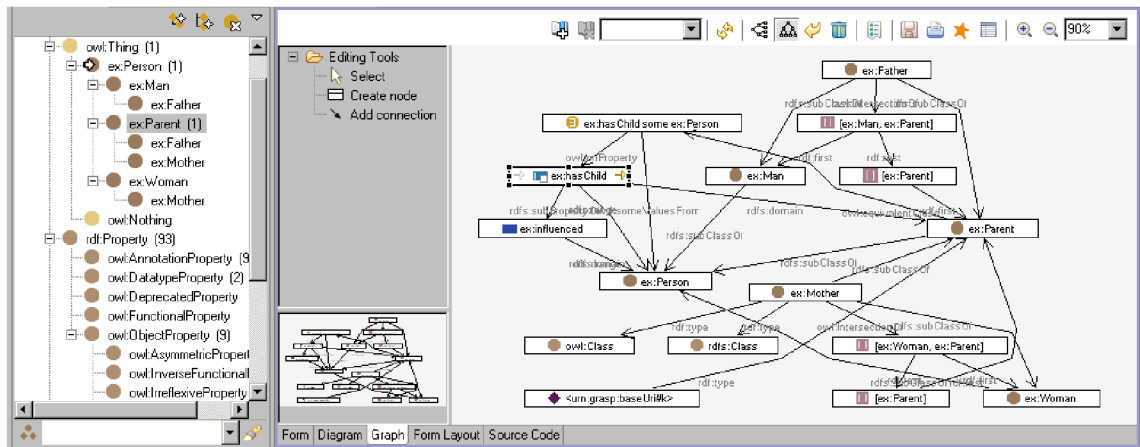 owl:Thing (1)
ex:Person (1)
ex:Man
ex:Father
ex:Parent (1)
ex:Father
ex:Mother
ex:Woman
ex:Mother
owl:Nothing
rdf:Property (93)
owl:AnnotationProperty (9
owl:DatatypeProperty (2)
owl:DeprecatedProperty
owl:FunctionalProperty
owl:ObjectProperty (9)
owl:AsymmetricPropert
owl:InverseFunctionall
owl:IrreflexiveProperty
90%
Editing Tools
Select
Create node
Add connection
ex:Father
rdfs:subClassOf
ex:hasChild some ex:Person
[ex:Man, ex:Parent]
rdf:first
rdf:rest
ex:hasChild
ex:Man
[ex:Parent]
rdfs:domain
ex:influenced
ex:Parent
rdfs:subClassOf
rdfs:subClassOf
ex:Person
ex:Mother
rdf:type
rdf:type
owl:Class
rdfs:Class
[ex:Woman, ex:Parent]
rdf:type
<urn:grasp:baseUri#k>
[ex:Parent]
ex:Woman
Form Diagram Graph Form Layout Source Code